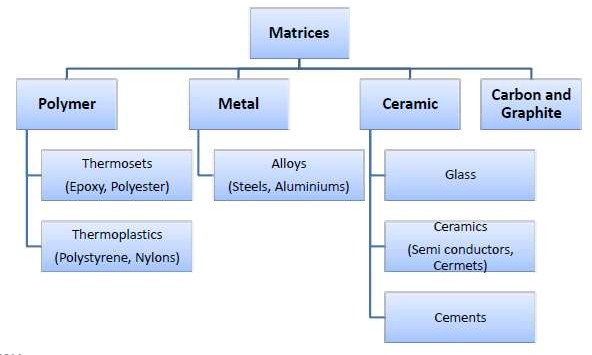 Matrices
Polymer
Metal
Ceramic
Carbon and
Graphite
Thermosets
(Epoxy, Polyester)
Alloys
(Steels, Aluminiums)
Glass
Thermoplastics
(Polystyrene, Nylons)
Ceramics
(Semi conductors,
Cermets)
Cements